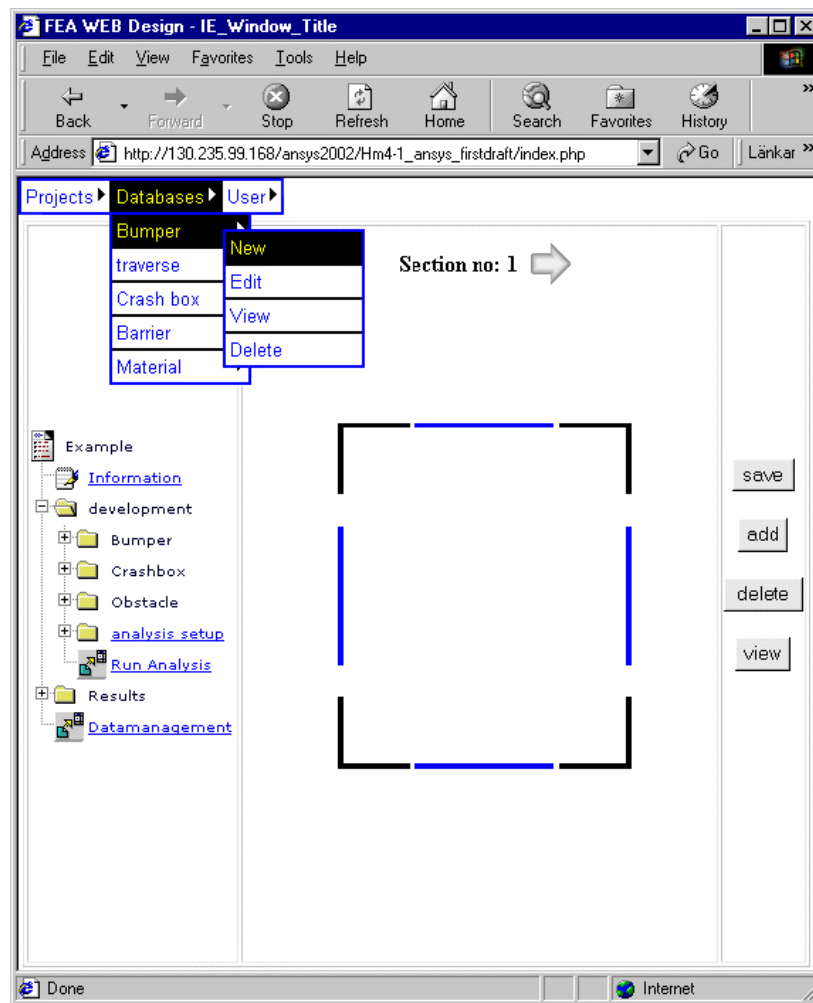 FEA WEB Design - IE_Window_Title
File Edit View Favorites Tools Help
Back Forward Stop Refresh Home Search Favorites History »
Address http://130.235.99.168/ansys2002/Hm4-1_ansys_firstdraft/index.php Go Länkar »
Projects Databases User
Bumper
traverse
Crash box
Barrier
Material
New
Edit
View
Delete
Section no: 1
Example
Information
development
Bumper
Crashbox
Obstacle
analysis setup
Run Analysis
Results
Datamanagement
save
add
delete
view
Done Internet